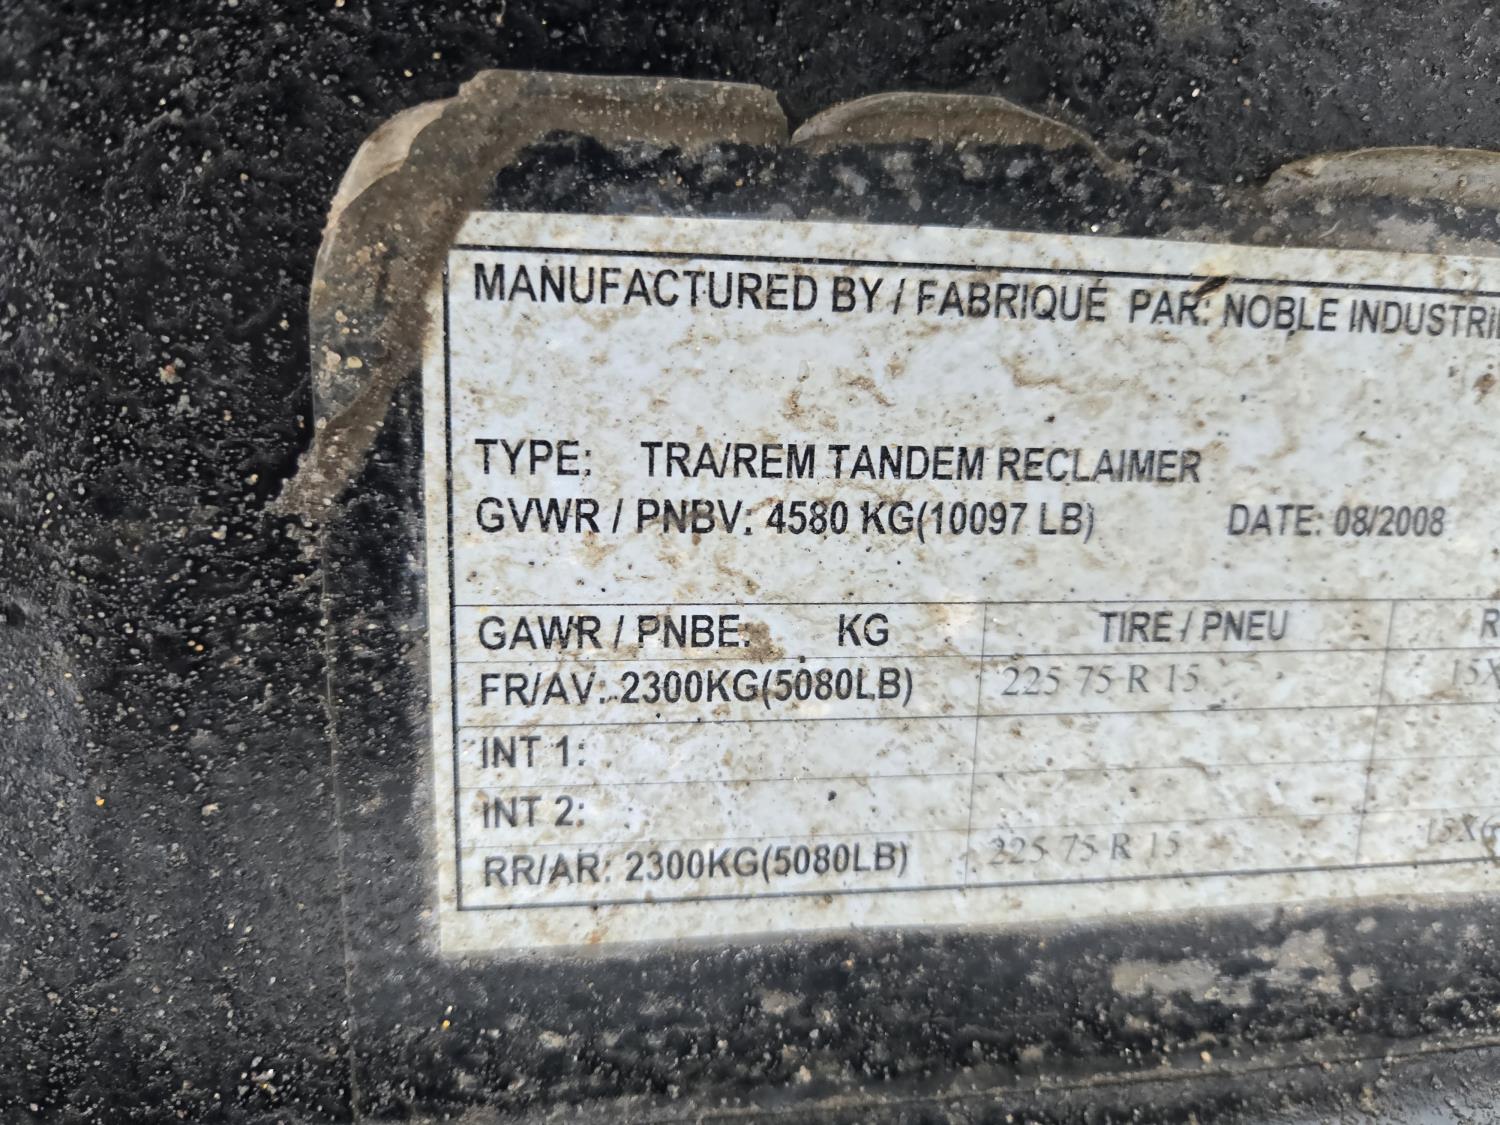 MANUFACTURED BY / FABRIQUÉ PAR: NOBLE INDUSTRI
TYPE: TRA/REM TANDEM RECLAIMER
GVWR / PNBV: 4580 KG(10097 LB) DATE: 08/2008
GAWR / PNBE: KG TIRE / PNEU R
FR/AV: 2300KG(5080LB) 225 75 R 15 15X
INT 1:
INT 2:
RR/AR: 2300KG(5080LB) 225 75 R 15 15X6